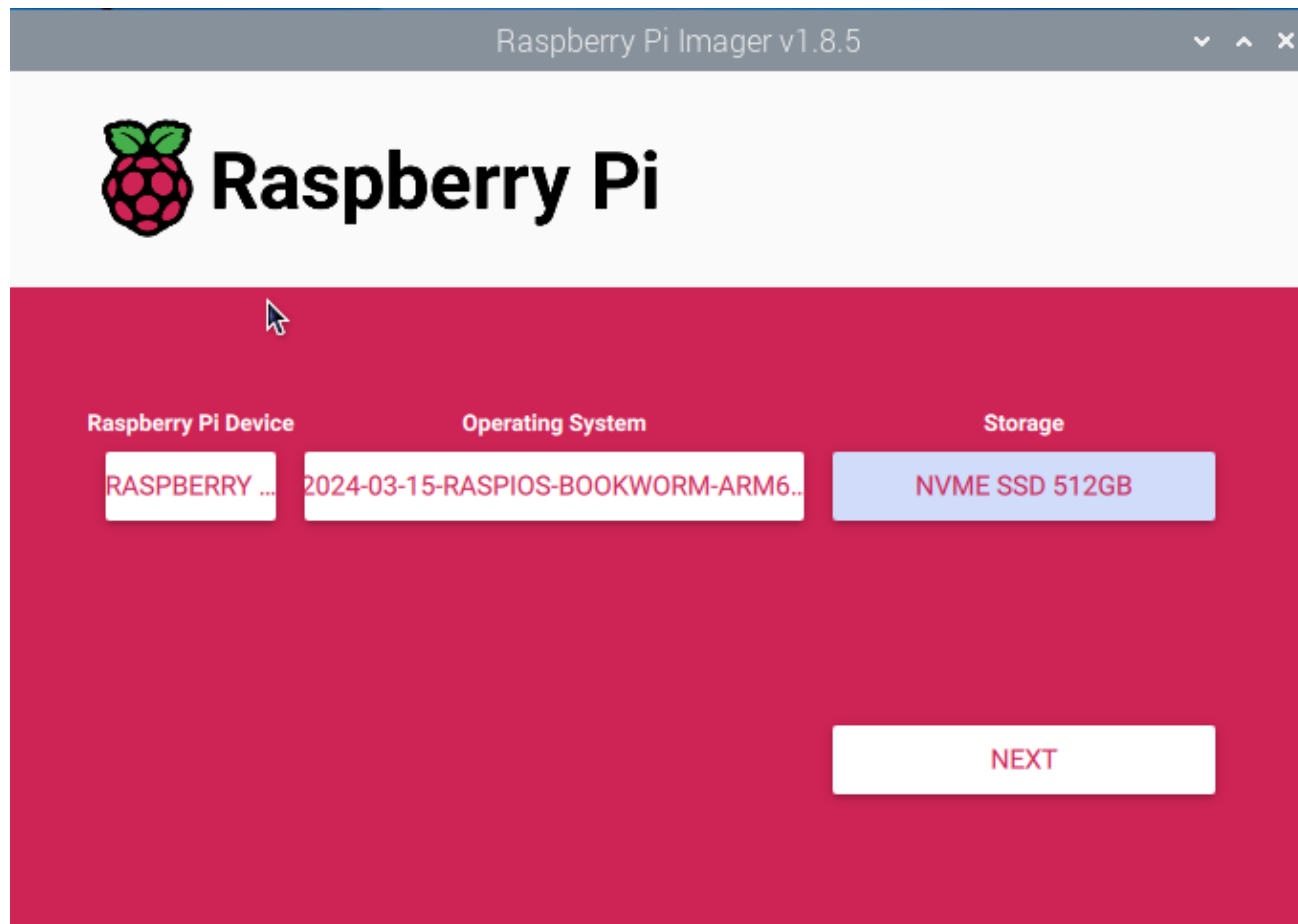 Raspberry Pi Imager v1.8.5
Raspberry Pi
Raspberry Pi Device
Operating System
Storage
RASPBERRY ...
2024-03-15-RASPIOS-BOOKWORM-ARM6...
NVME SSD 512GB
NEXT